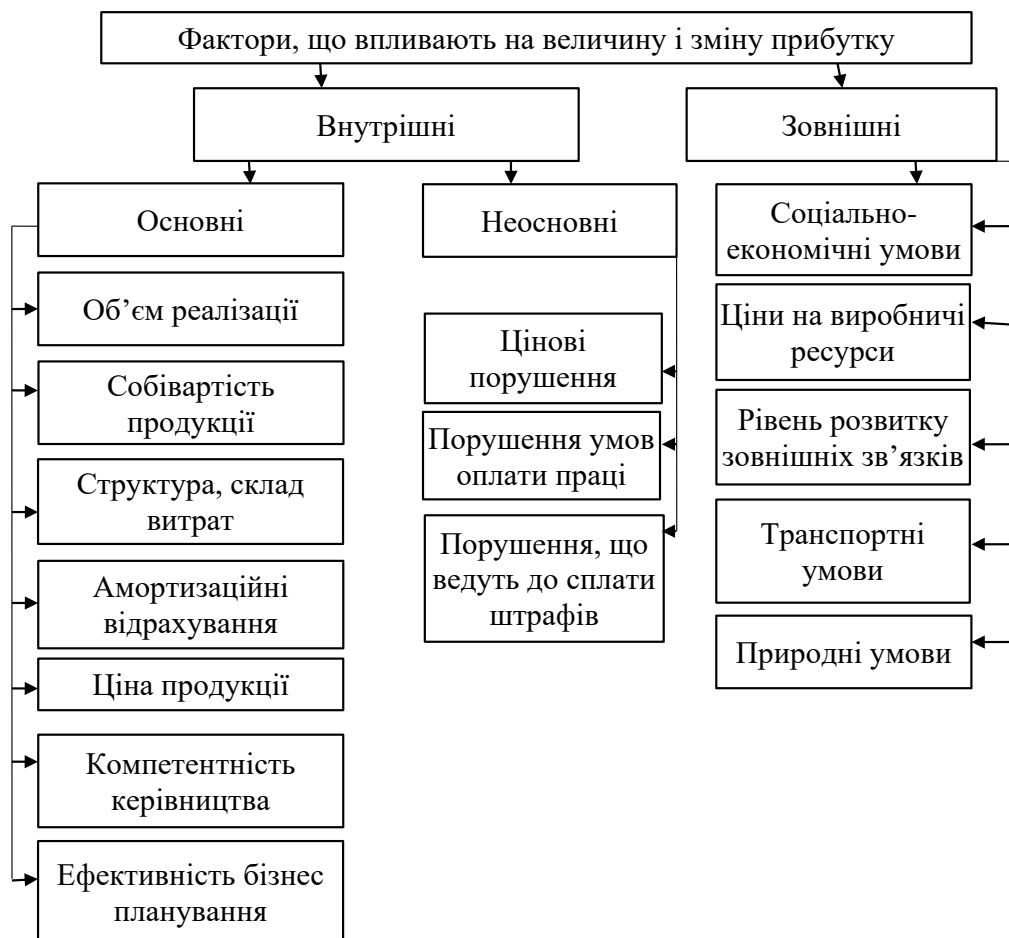 Фактори, що впливають на величину і зміну прибутку
Внутрішні
Зовнішні
Основні
Об’єм реалізації
Собівартість
продукції
Структура, склад
витрат
Амортизаційні
відрахування
Ціна продукції
Компетентність
керівництва
Ефективність бізнес
планування
Неосновні
Цінові
порушення
Порушення умов
оплати праці
Порушення, що
ведуть до сплати
штрафів
Соціально-
економічні умови
Ціни на виробничі
ресурси
Рівень розвитку
зовнішніх зв’язків
Транспортні
умови
Природні умови